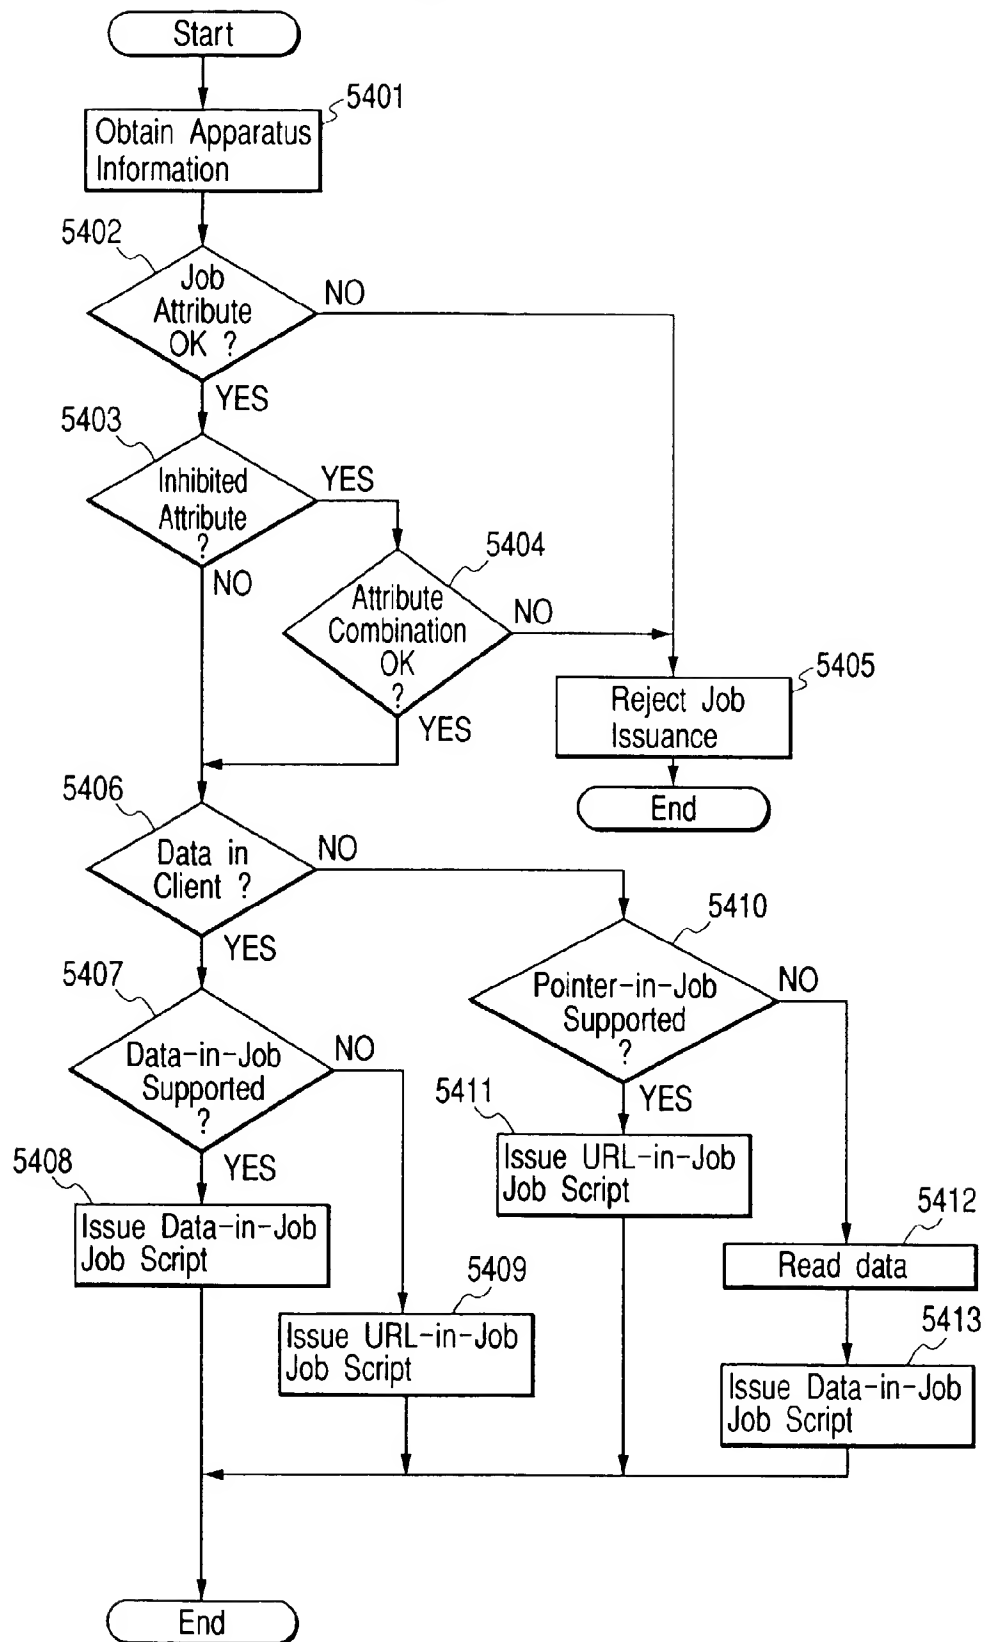 Start
5401
Obtain Apparatus
Information
5402
Job
Attribute
OK ?
NO
YES
5403
Inhibited
Attribute
?
YES
NO
5404
Attribute
Combination
OK
?
NO
YES
5405
Reject Job
Issuance
End
5406
Data in
Client ?
NO
YES
5407
Data-in-Job
Supported
?
NO
YES
5408
Issue Data-in-Job
Job Script
5409
Issue URL-in-Job
Job Script
5410
Pointer-in-Job
Supported
?
NO
YES
5411
Issue URL-in-Job
Job Script
5412
Read data
5413
Issue Data-in-Job
Job Script
End